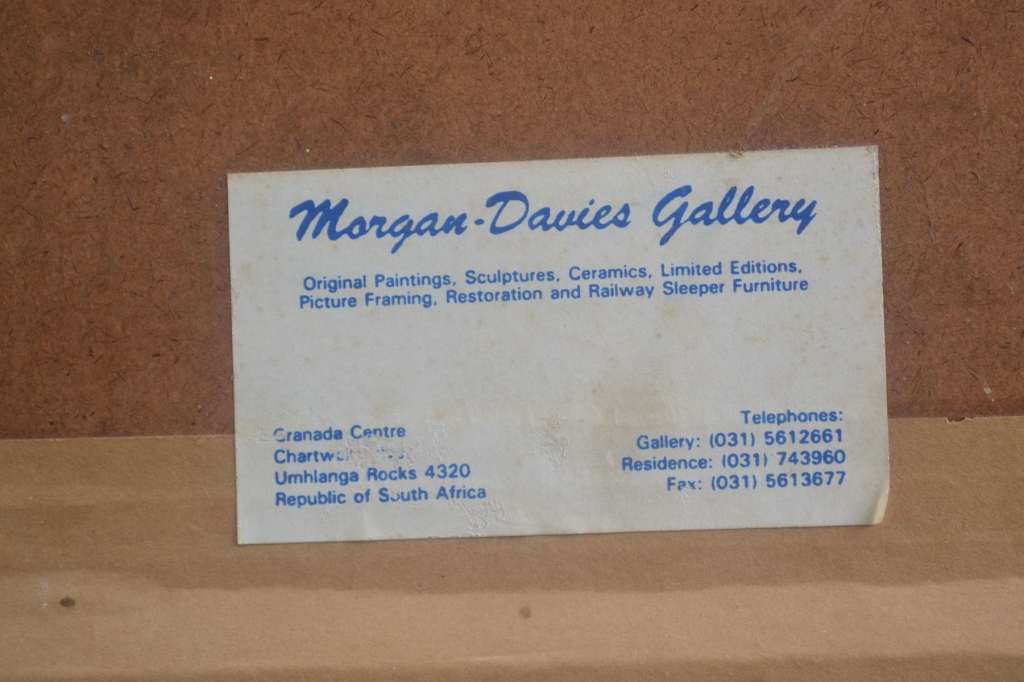 Morgan-Davies Gallery
Original Paintings, Sculptures, Ceramics, Limited Editions,
Picture Framing, Restoration and Railway Sleeper Furniture
Granada Centre
Umhlanga Rocks 4320
Republic of South Africa
Telephones:
Gallery: (031) 5612661
Residence: (031) 743960
Fax: (031) 5613677